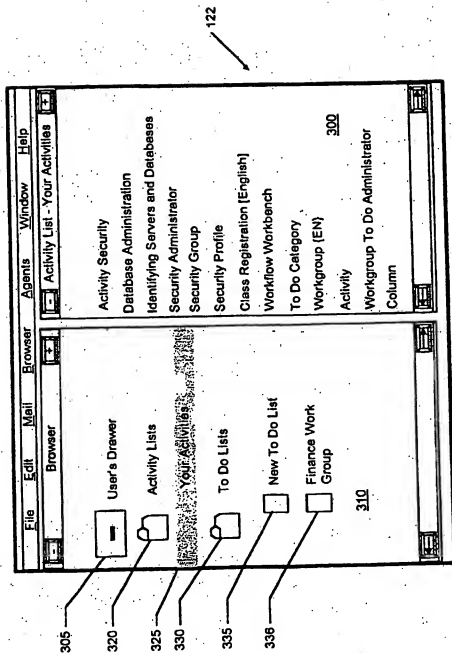 File Edit Mail Browser Agents Window Help
Browser
User's Drawer
Activity Lists
Your Activities
To Do Lists
New To Do List
Finance Work
Group
310
Activity List - Your Activities
Activity Security
Database Administration
Identifying Servers and Databases
Security Administrator
Security Group
Security Profile
Class Registration [English]
Workflow Workbench
To Do Category
Workgroup {EN}
Activity
300
Workgroup To Do Administrator
Column
305
320
325
330
335
336
122